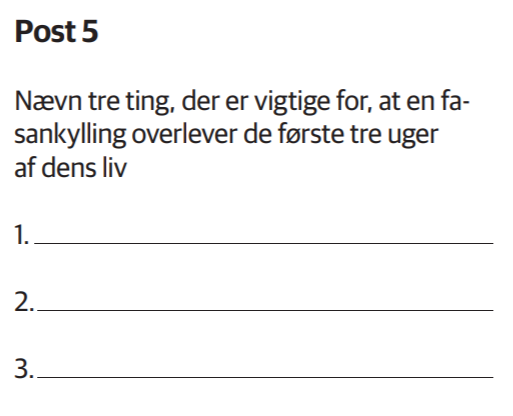 Post 5
Nævn tre ting, der er vigtige for, at en fa-
sankylling overlever de første tre uger
af dens liv
1.
2.
3.